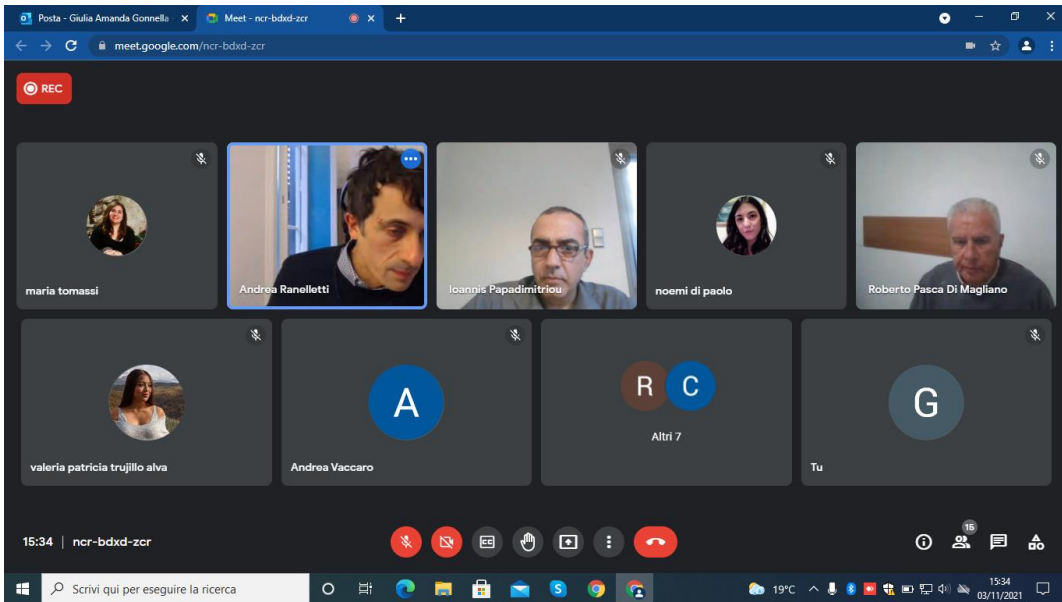 Posta - Giulia Amanda Gonnella
Meet - ncr-bdxd-zcr
meet.google.com/ncr-bdxd-zcr
REC
maria tomassi
Andrea Ranelletti
Ioannis Papadimitriou
noemi di paolo
Roberto Pasca Di Magliano
A
R C
G
valeria patricia trujillo alva
Andrea Vaccaro
Altri 7
Tu
15:34 | ncr-bdxd-zcr
CC
15
Scrivi qui per eseguire la ricerca
19°C
15:34
03/11/2021